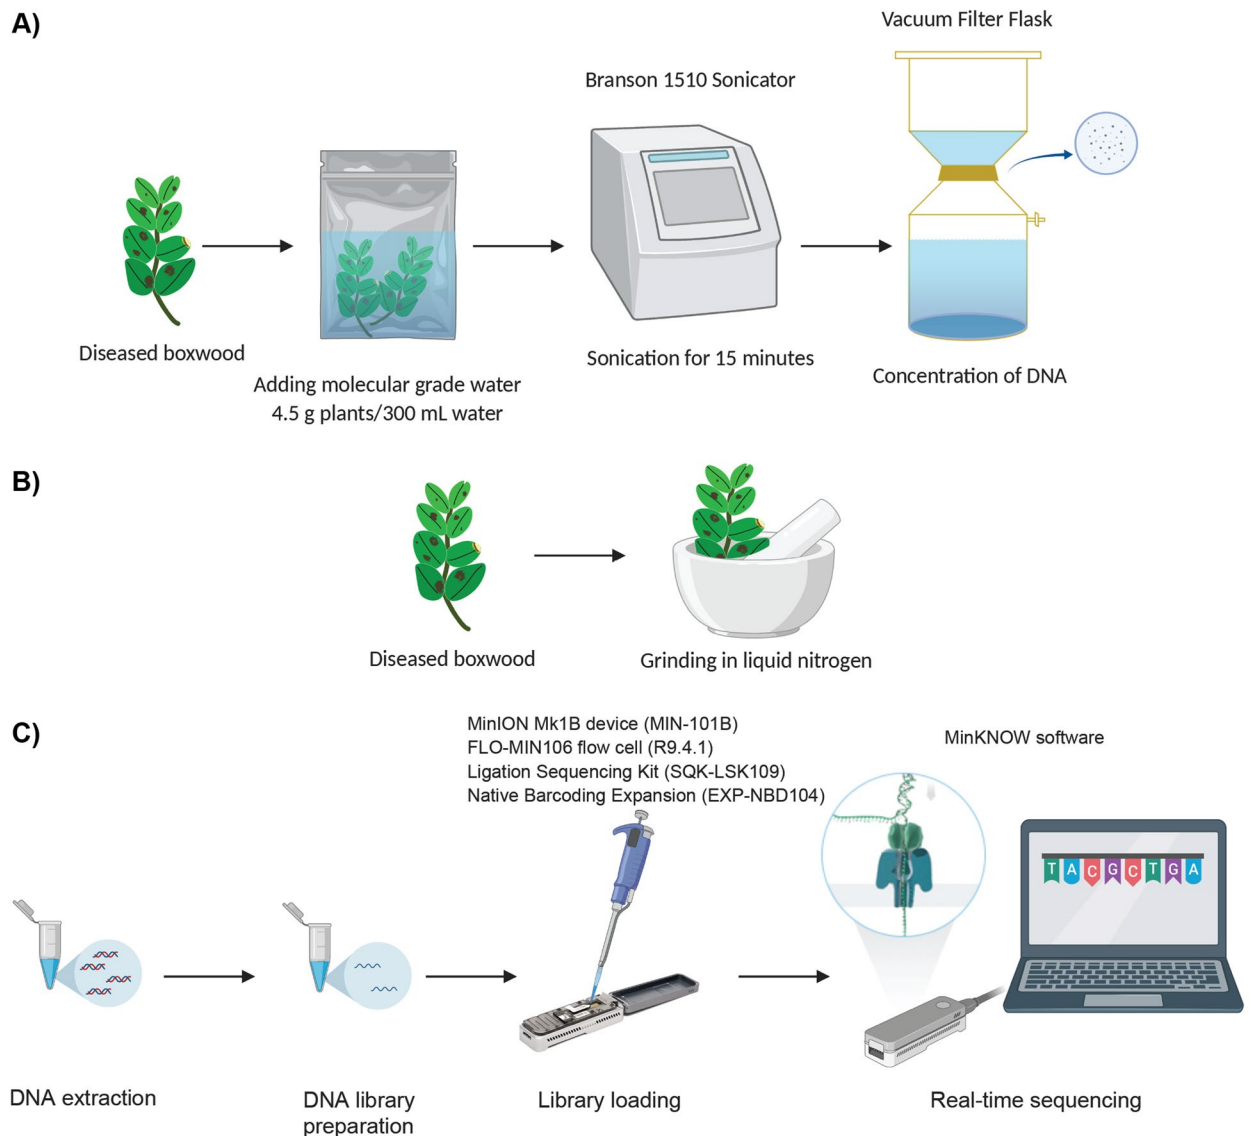 A)
Vacuum Filter Flask
Branson 1510 Sonicator
Diseased boxwood
Adding molecular grade water
4.5 g plants/300 mL water
Sonication for 15 minutes
Concentration of DNA
B)
Diseased boxwood
Grinding in liquid nitrogen
C)
MinION Mk1B device (MIN-101B)
FLO-MIN106 flow cell (R9.4.1)
Ligation Sequencing Kit (SQK-LSK109)
Native Barcoding Expansion (EXP-NBD104)
MinKNOW software
TACGCTGA
DNA extraction
DNA library
preparation
Library loading
Real-time sequencing